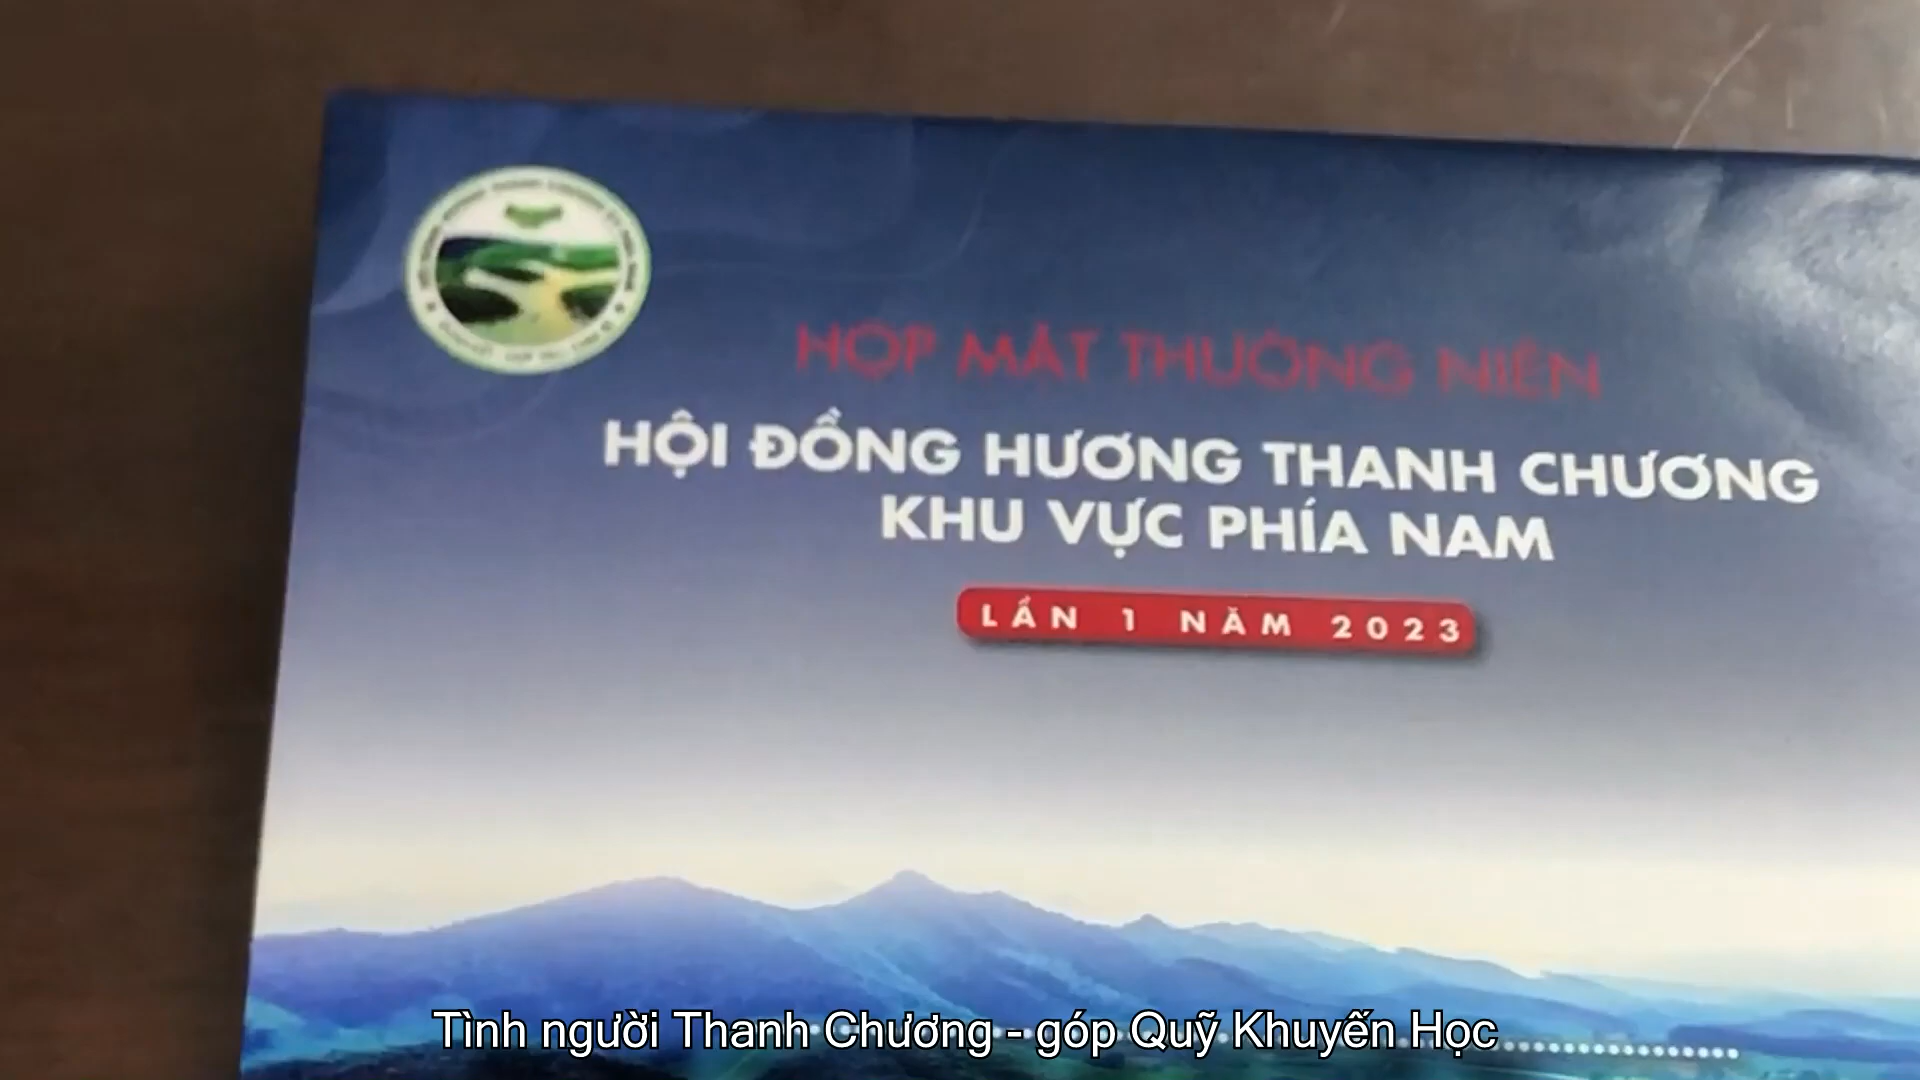 HỌP MẶT THƯỜNG NIÊN
HỘI ĐỒNG HƯƠNG THANH CHƯƠNG
KHU VỰC PHÍA NAM
LẦN 1 NĂM 2023
Tình người Thanh Chương - góp Quỹ Khuyến Học